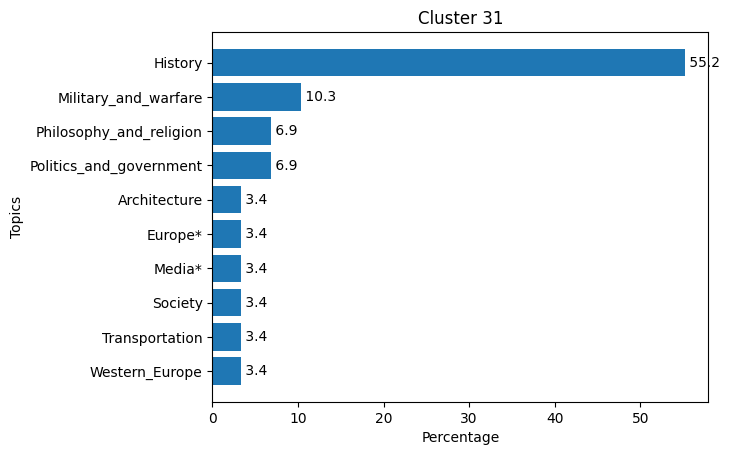 Cluster 31
History 55.2
Military_and_warfare 10.3
Philosophy_and_religion 6.9
Politics_and_government 6.9
Architecture 3.4
Europe* 3.4
Media* 3.4
Society 3.4
Transportation 3.4
Western_Europe 3.4
Topics
0 10 20 30 40 50
Percentage